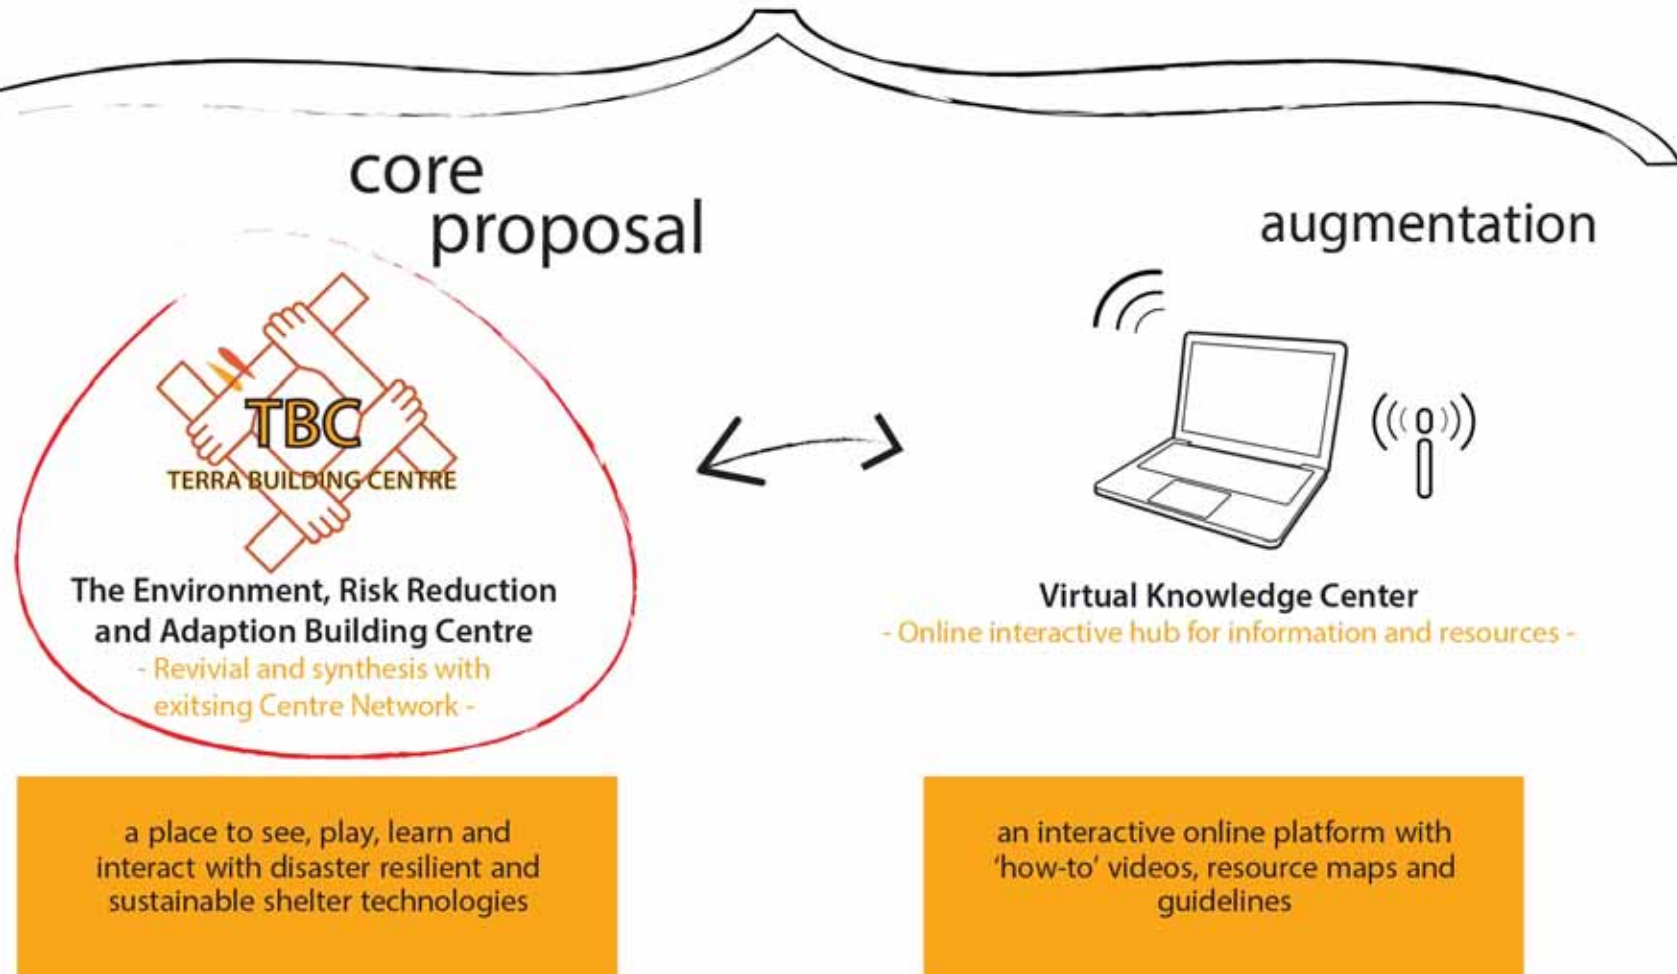 core
proposal
TBC
TERRA BUILDING CENTRE
The Environment, Risk Reduction
and Adaption Building Centre
- Revivial and synthesis with
exitsing Centre Network -
a place to see, play, learn and
interact with disaster resilient and
sustainable shelter technologies
augmentation
Virtual Knowledge Center
- Online interactive hub for information and resources -
an interactive online platform with
‘how-to’ videos, resource maps and
guidelines